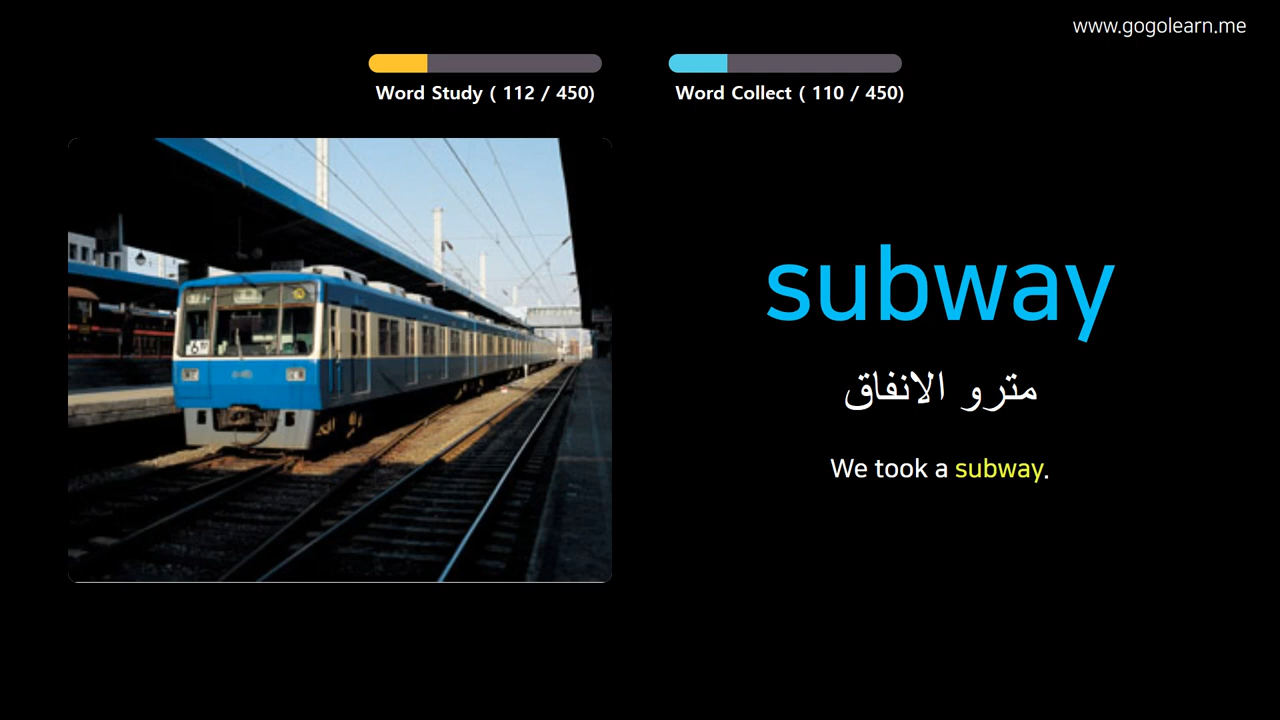 www.gogolearn.me
Word Study ( 112 / 450)
Word Collect ( 110 / 450)
subway
مترو الانفاق
We took a subway.